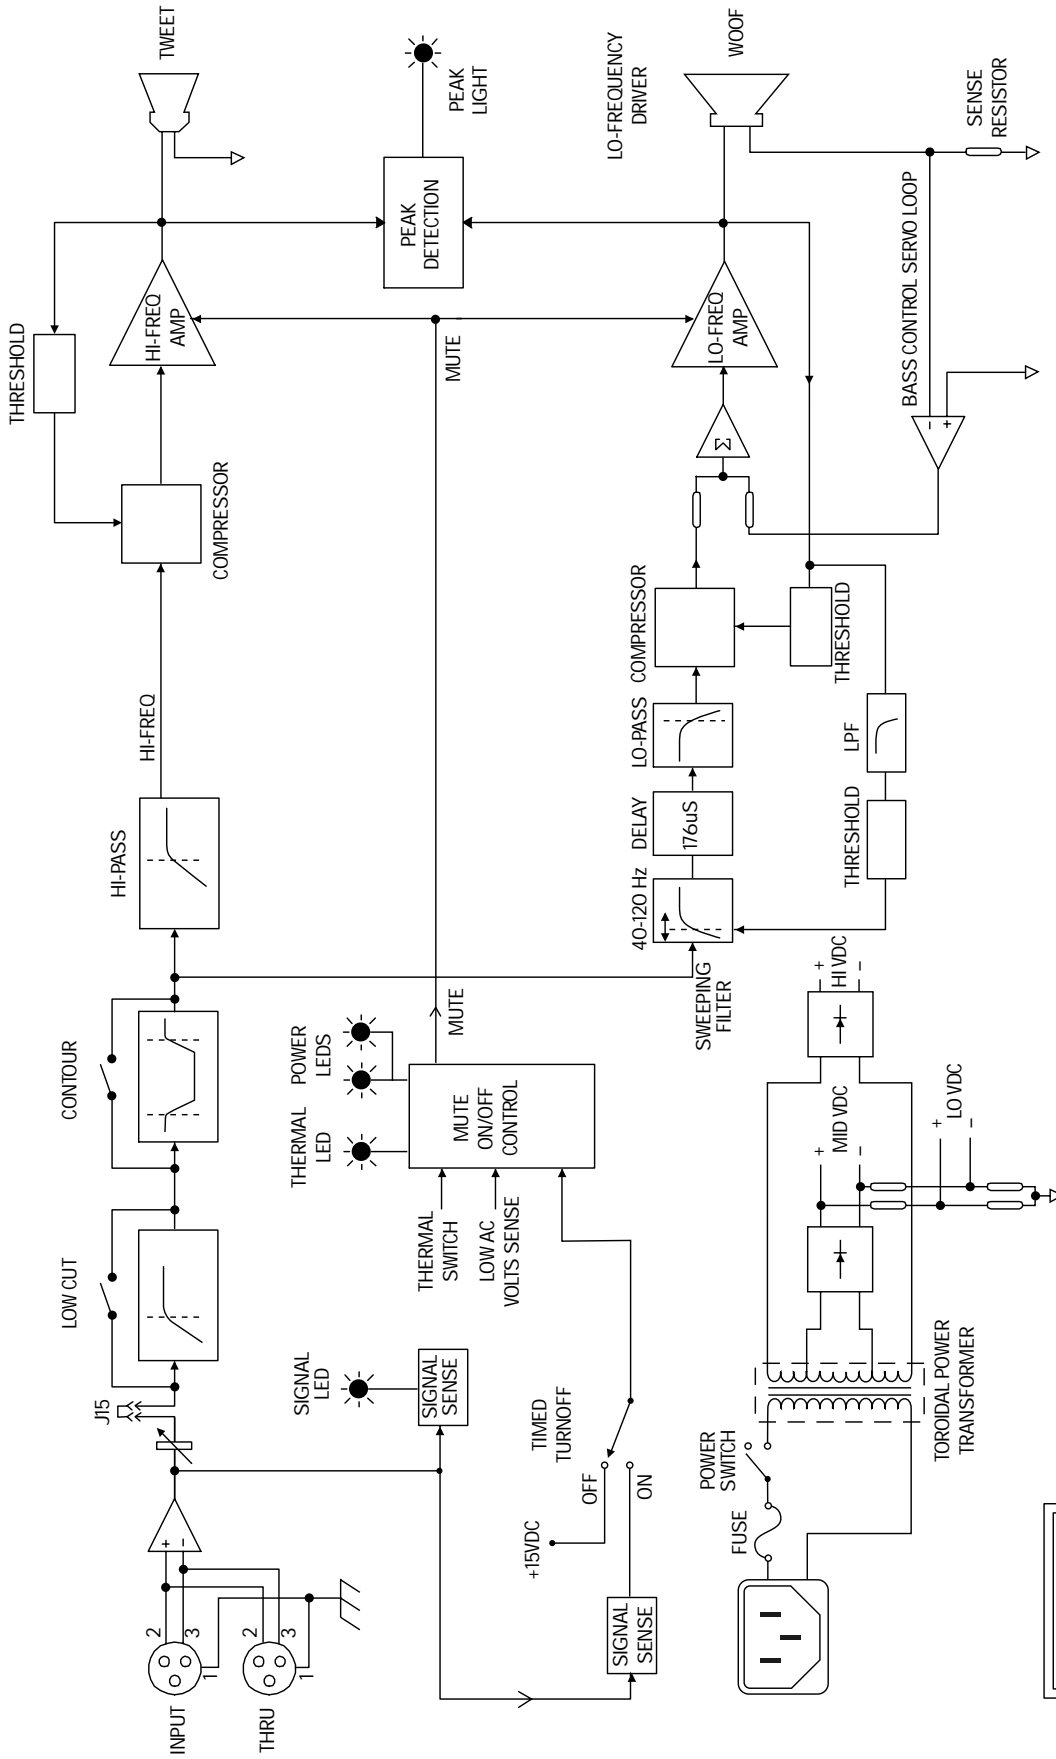 INPUT
THRU
2
3
1
2
3
1
+
−
J15
LOW CUT
CONTOUR
HI-PASS
HI-FREQ
COMPRESSOR
THRESHOLD
HI-FREQ
AMP
TWEET
SIGNAL
LED
SIGNAL
SENSE
THERMAL
LED
POWER
LEDS
THERMAL
SWITCH
LOW AC
VOLTS SENSE
MUTE
ON/OFF
CONTROL
MUTE
MUTE
PEAK
DETECTION
PEAK
LIGHT
+15VDC
OFF
ON
TIMED
TURNOFF
SIGNAL
SENSE
SWEEPING
FILTER
40-120 Hz
DELAY
176uS
LO-PASS
COMPRESSOR
THRESHOLD
LPF
THRESHOLD
Σ
LO-FREQ
AMP
LO-FREQUENCY
DRIVER
WOOF
BASS CONTROL SERVO LOOP
−
+
SENSE
RESISTOR
FUSE
POWER
SWITCH
TOROIDAL POWER
TRANSFORMER
+
MID VDC
−
+
HI VDC
−
+
LO VDC
−